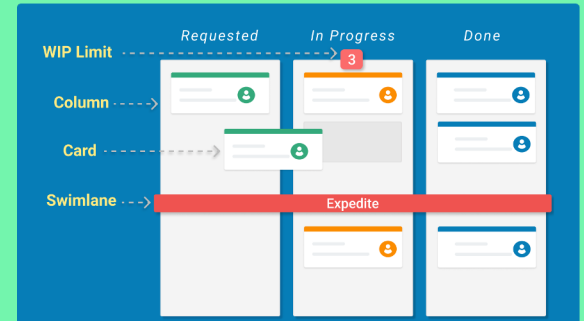 Requested
In Progress
Done
WIP Limit
3
Column
Card
Swimlane
Expedite